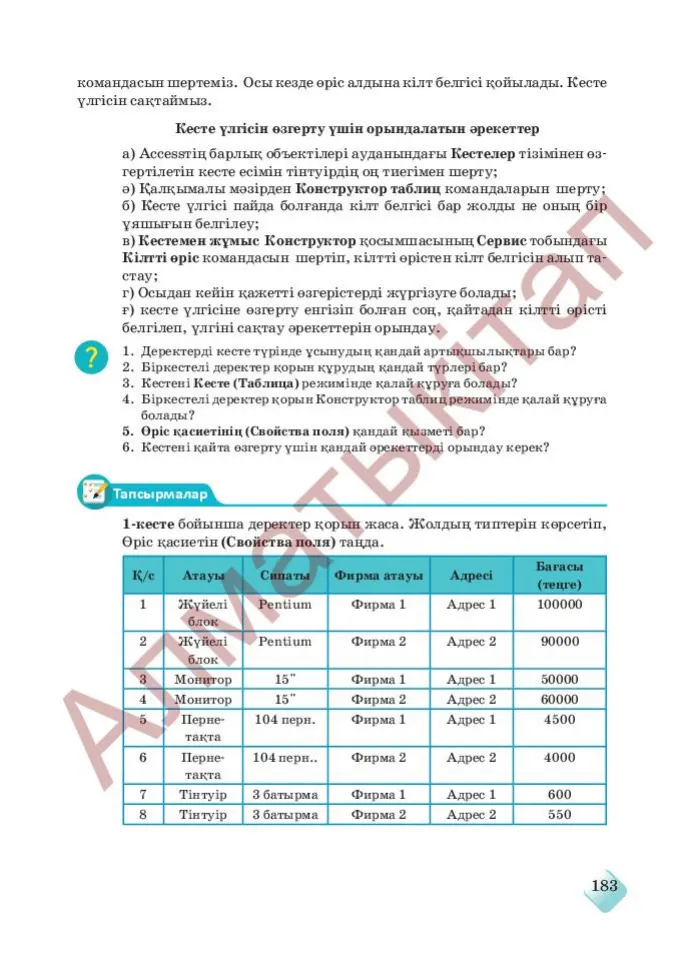 командасын шертеміз. Осы кезде өріс алдына кілт белгісі қойылады. Кесте
үлгісін сақтаймыз.
Кесте үлгісін өзгерту үшін орындалатын әрекеттер
а) Accessтің барлық объектілері ауданындағы Кестелер тізімінен өз-
гертілетін кесте есімін тінтуірдің оң тиегімен шерту;
ә) Қалқымалы мәзірден Конструктор таблиц командаларын шерту;
б) Кесте үлгісі пайда болғанда кілт белгісі бар жолды не оның бір
ұяшығын белгілеу;
в) Кестемен жұмыс Конструктор қосымшасының Сервис тобындағы
Кілтті өріс командасын шертіп, кілтті өрістен кілт белгісін алып та-
стау;
г) Осыдан кейін қажетті өзгерістерді жүргізуге болады;
ғ) кесте үлгісіне өзгерту енгізіп болған соң, қайтадан кілтті өрісті
белгілеп, үлгіні сақтау әрекеттерін орындау.
?
1. Деректерді кесте түрінде ұсынудың қандай артықшылықтары бар?
2. Біркестелі деректер қорын құрудың қандай түрлері бар?
3. Кестені Кесте (Таблица) режимінде қалай құруға болады?
4. Біркестелі деректер қорын Конструктор таблиц режимінде қалай құруға
болады?
5. Өріс қасиетінің (Свойства поля) қандай қызметі бар?
6. Кестені қайта өзгерту үшін қандай әрекеттерді орындау керек?
Тапсырмалар
1-кесте бойынша деректер қорын жаса. Жолдың типтерін көрсетіп,
Өріс қасиетін (Свойства поля) таңда.
Қ/с Атауы Сипаты Фирма атауы Адресі Бағасы
(теңге)
1 Жүйелі Pentium Фирма 1 Адрес 1 100000
блок
2 Жүйелі Pentium Фирма 2 Адрес 2 90000
блок
3 Монитор 15" Фирма 1 Адрес 1 50000
4 Монитор 15" Фирма 2 Адрес 2 60000
5 Перне- 104 перн. Фирма 1 Адрес 1 4500
тақта
6 Перне- 104 перн.. Фирма 2 Адрес 2 4000
тақта
7 Тінтуір 3 батырма Фирма 1 Адрес 1 600
8 Тінтуір 3 батырма Фирма 2 Адрес 2 550
183
Алматыкітап